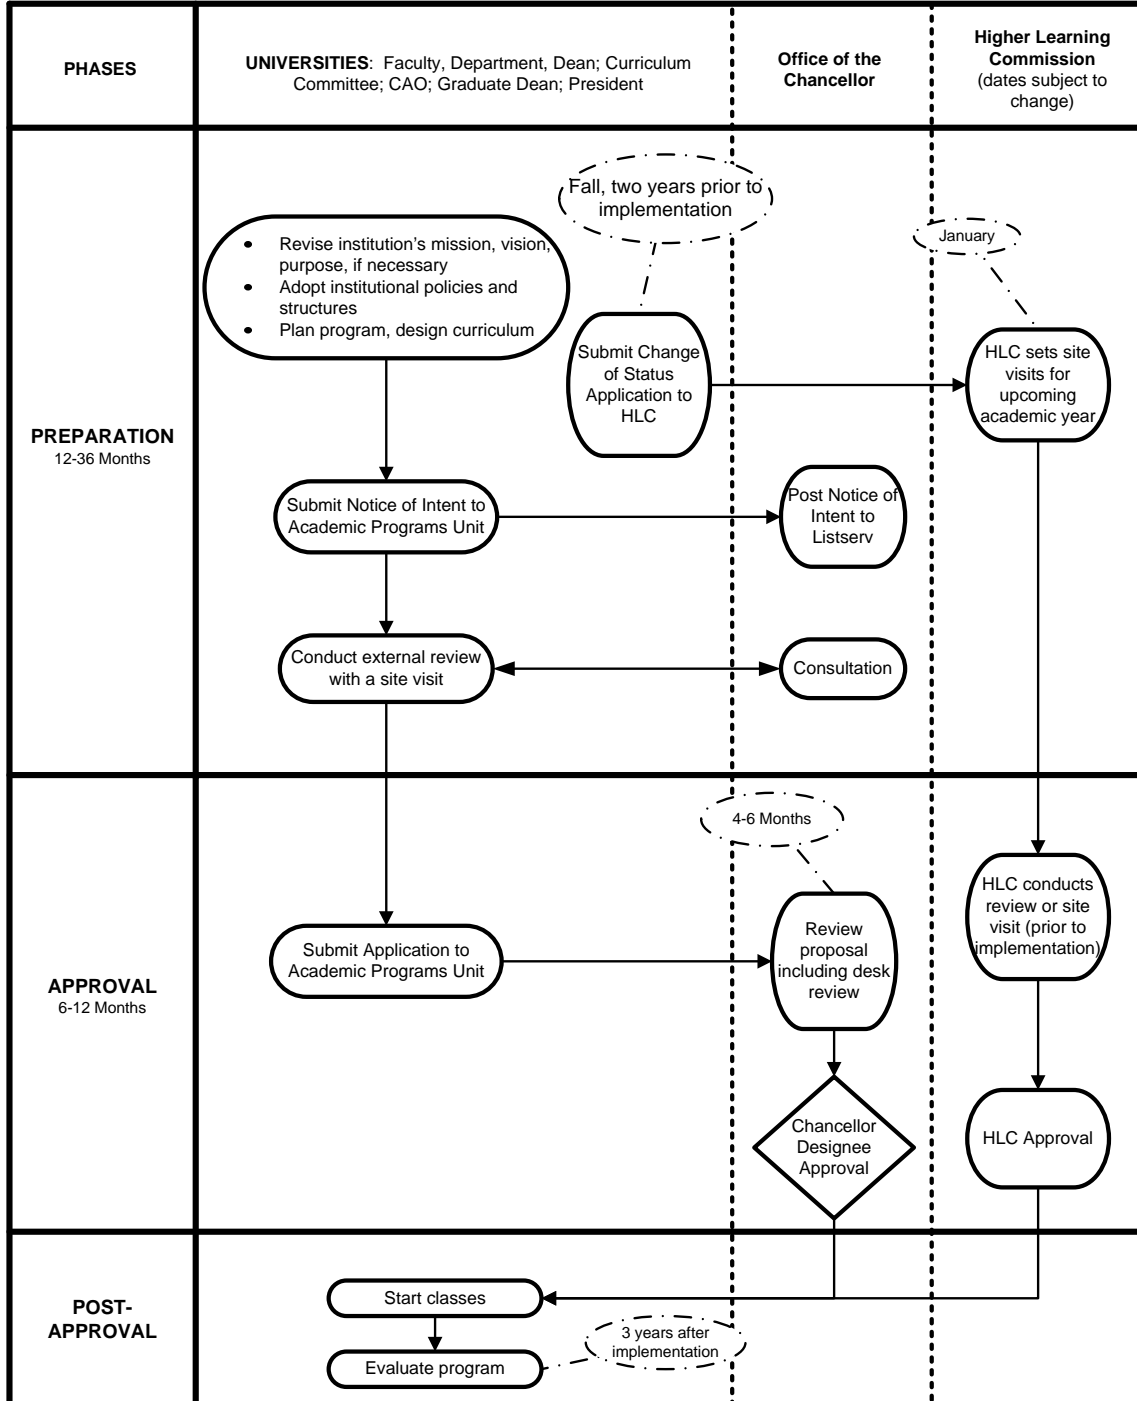 PHASES
UNIVERSITIES: Faculty, Department, Dean; Curriculum
Committee; CAO; Graduate Dean; President
Office of the
Chancellor
Higher Learning
Commission
(dates subject to
change)
PREPARATION
12-36 Months
• Revise institution's mission, vision,
purpose, if necessary
• Adopt institutional policies and
structures
• Plan program, design curriculum
Fall, two years prior to
implementation
January
Submit Change
of Status
Application to
HLC
HLC sets site
visits for
upcoming
academic year
Submit Notice of Intent to
Academic Programs Unit
Post Notice of
Intent to
Listserv
Conduct external review
with a site visit
Consultation
APPROVAL
6-12 Months
4-6 Months
Submit Application to
Academic Programs Unit
Review
proposal
including desk
review
HLC conducts
review or site
visit (prior to
implementation)
Chancellor
Designee
Approval
HLC Approval
POST-
APPROVAL
Start classes
Evaluate program
3 years after
implementation